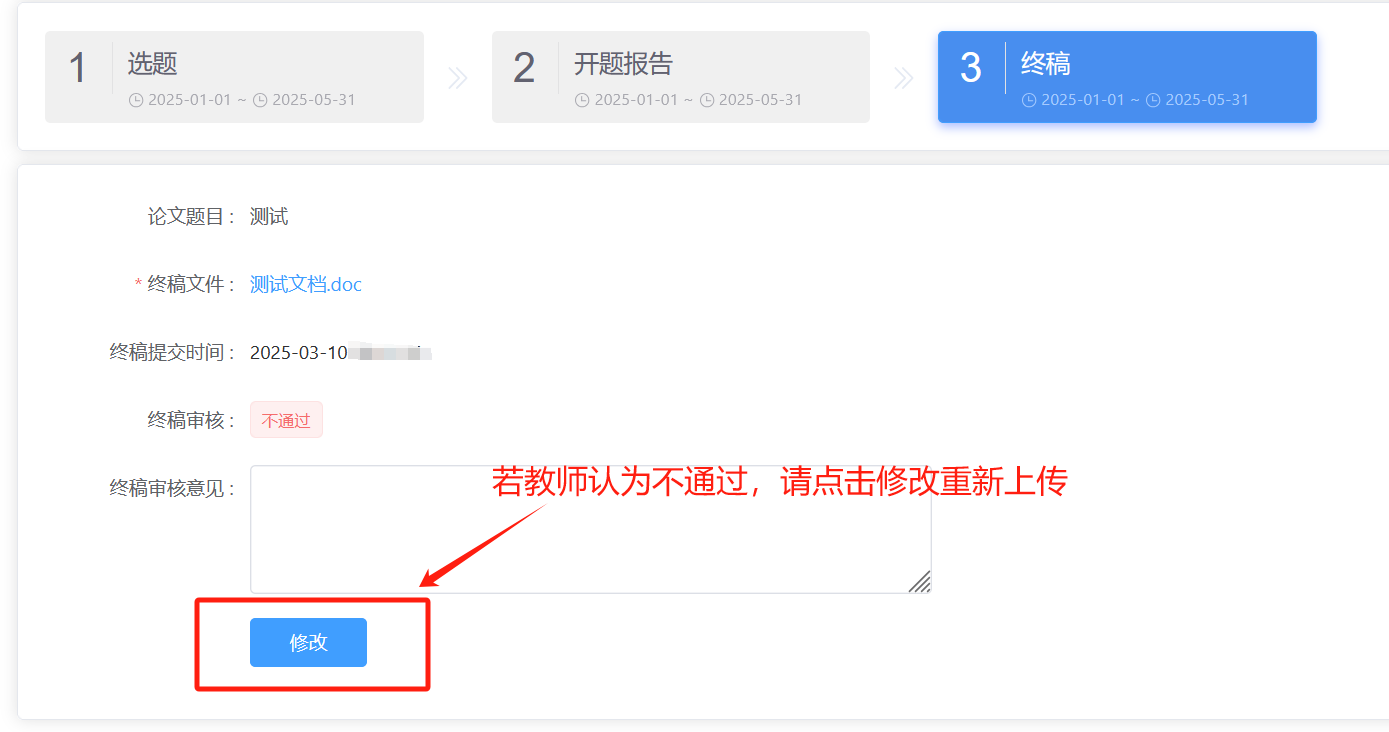 1 选题
2025-01-01 ~ 2025-05-31
2 开题报告
2025-01-01 ~ 2025-05-31
3 终稿
2025-01-01 ~ 2025-05-31
论文题目： 测试
* 终稿文件： 测试文档.doc
终稿提交时间： 2025-03-10
终稿审核： 不通过
终稿审核意见：
若教师认为不通过，请点击修改重新上传
修改